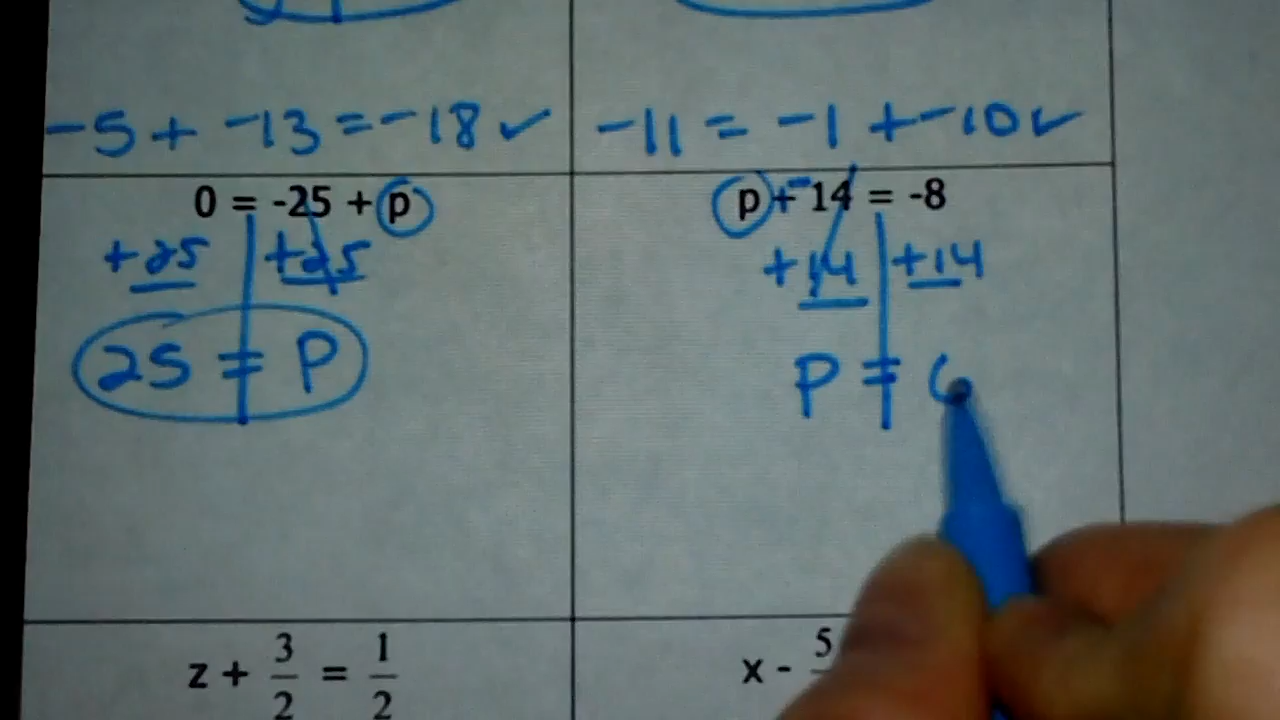 -5 + -13 = -18 ✓
-11 = -1 + -10 ✓
0 = -25 + p
+25 +25
25 = P
p + -14 = -8
+14 +14
P = 6
z + 3/2 = 1/2
x - 5